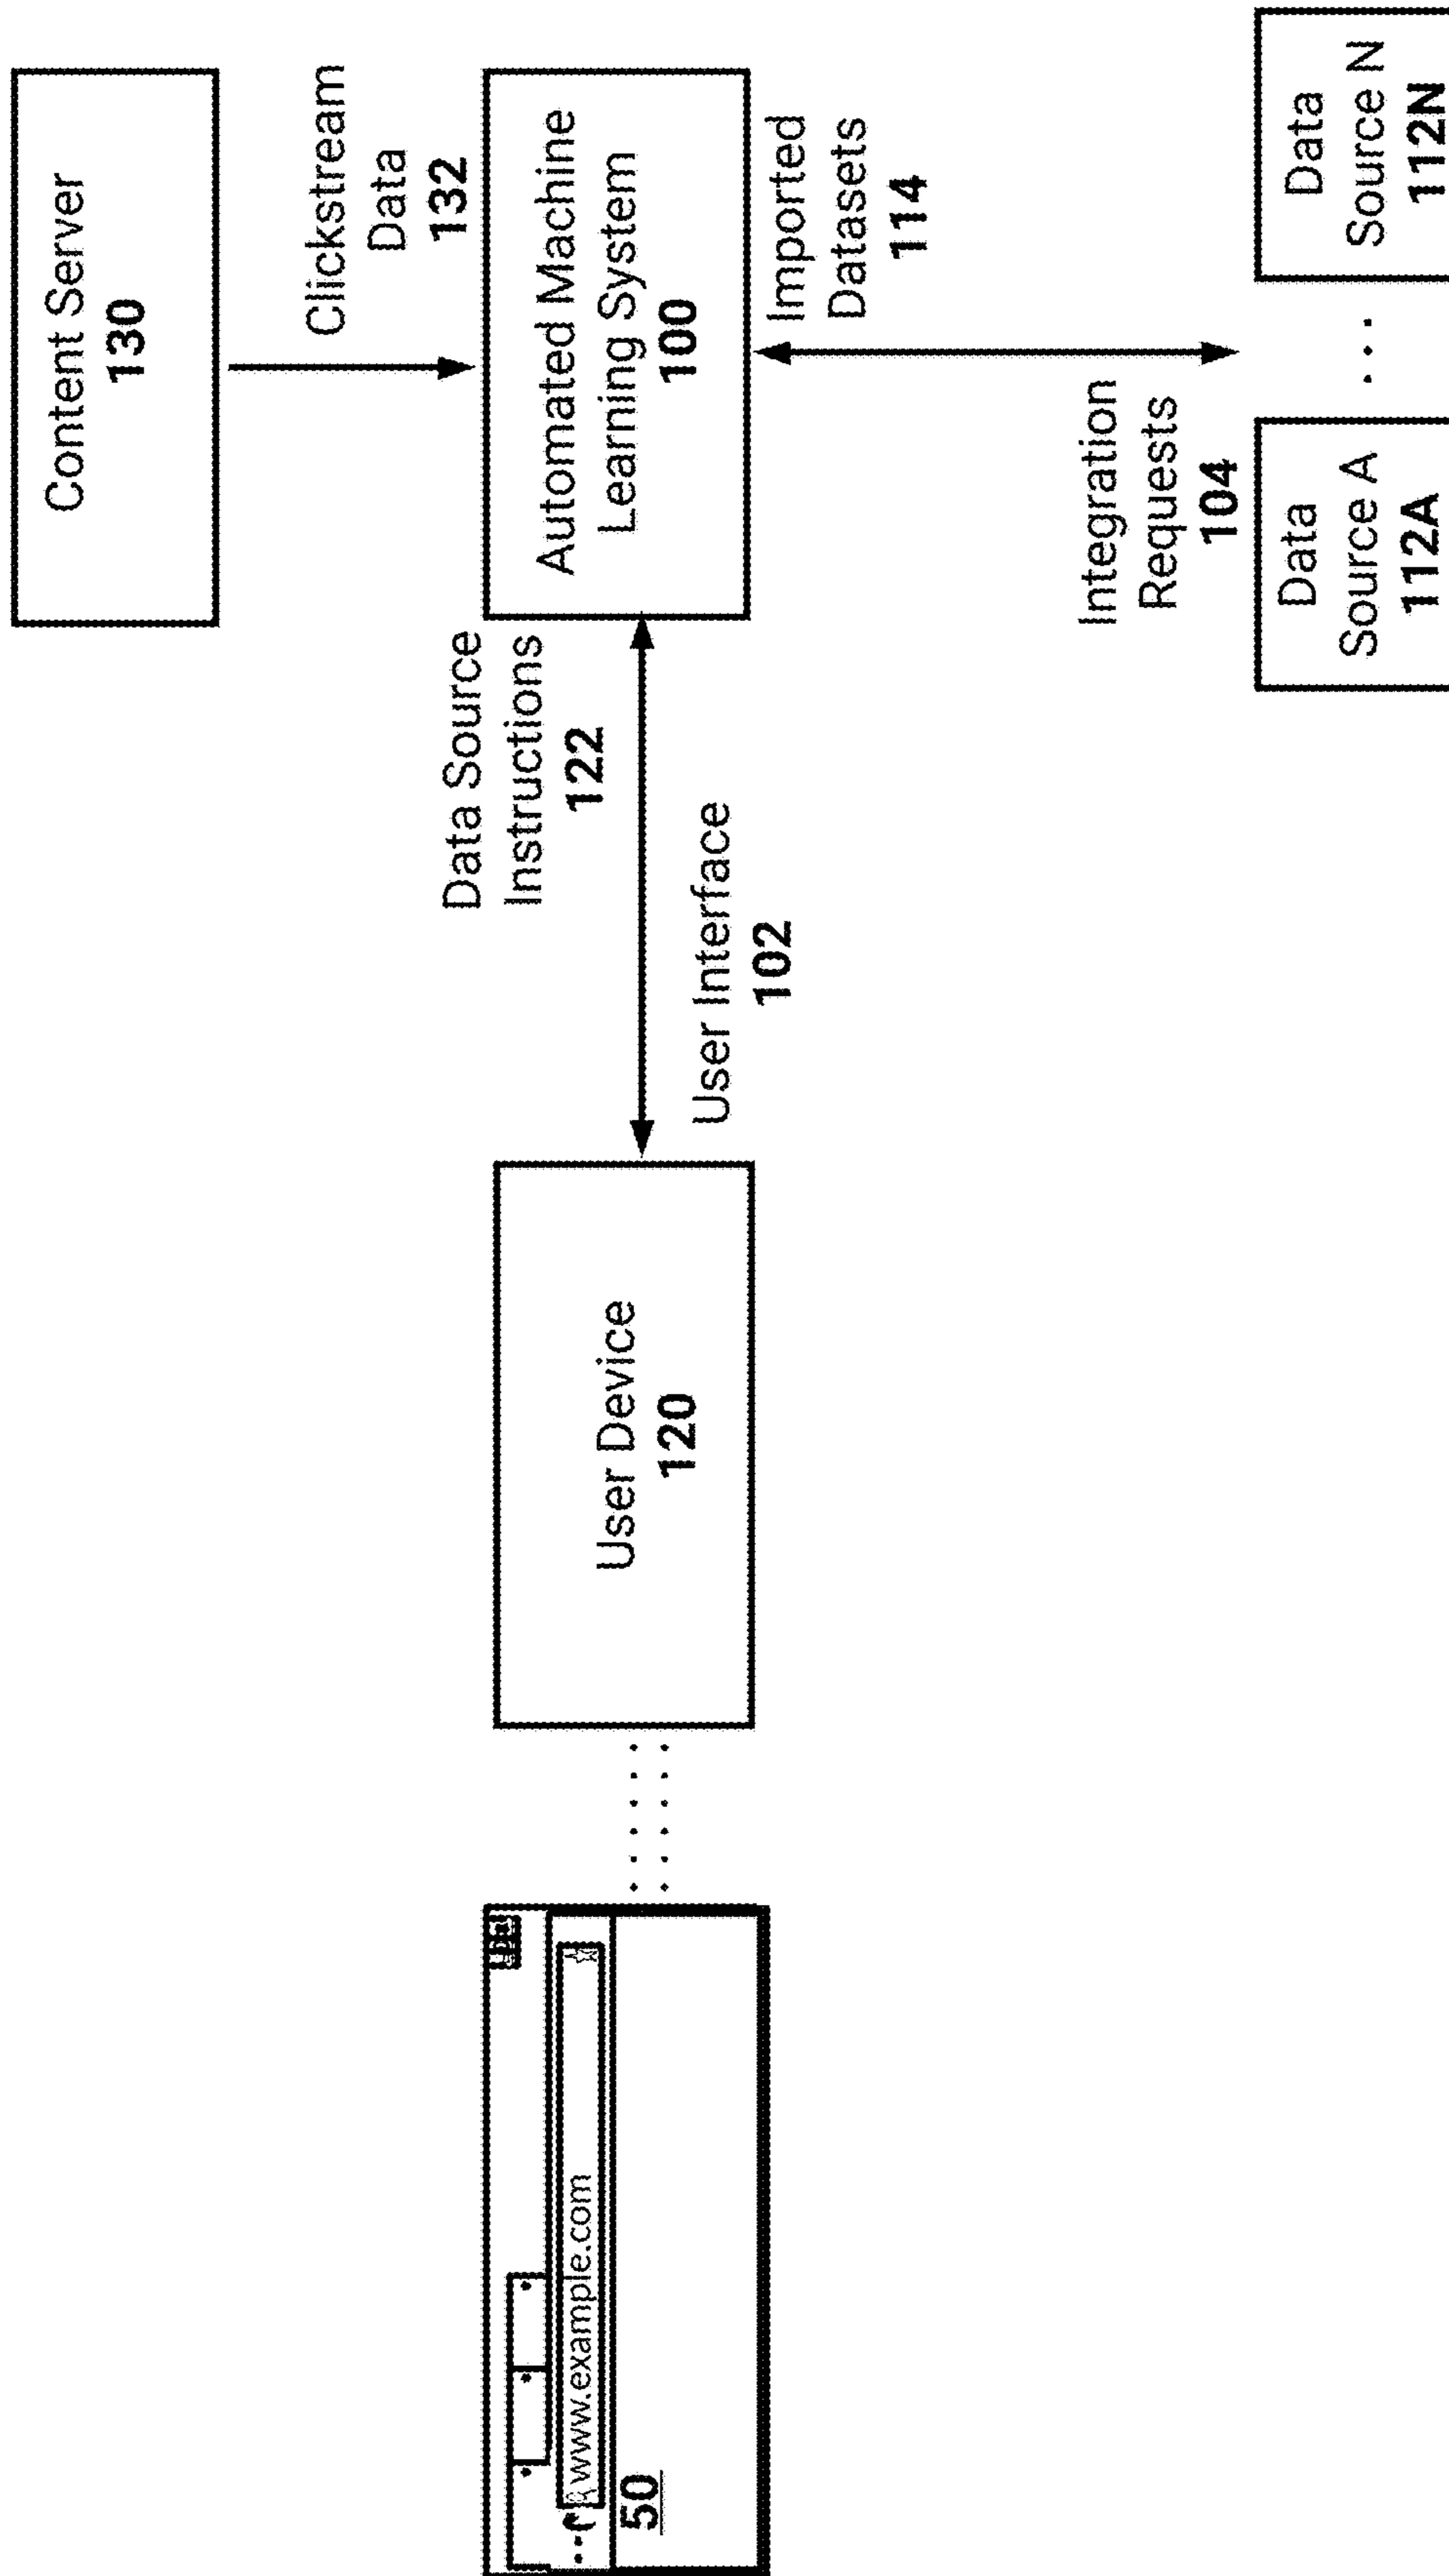 Content Server
130
Clickstream
Data
132
Data Source
Instructions
122
www.example.com
50
User Device
120
User Interface
102
Automated Machine
Learning System
100
Imported
Datasets
114
Integration
Requests
104
Data
Source A
112A
...
Data
Source N
112N